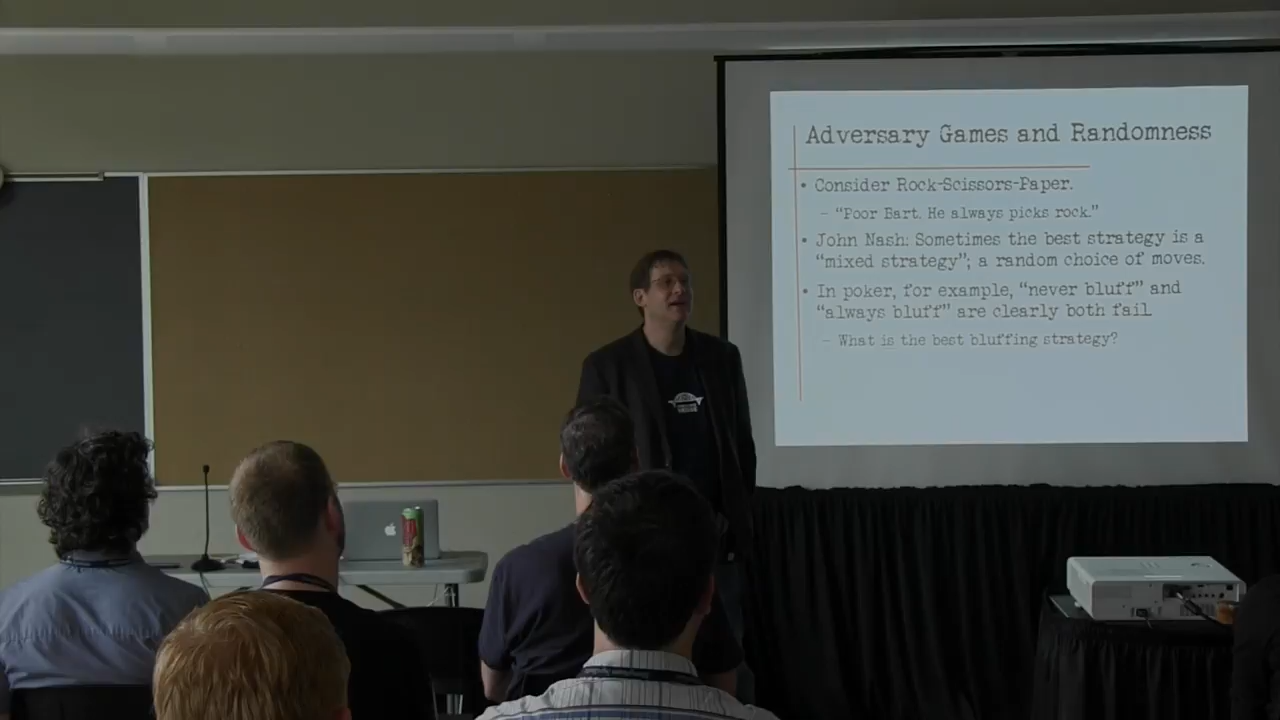 Adversary Games and Randomness
• Consider Rock-Scissors-Paper.
– "Poor Bart. He always picks rock."
• John Nash: Sometimes the best strategy is a
"mixed strategy"; a random choice of moves.
• In poker, for example, "never bluff" and
"always bluff" are clearly both fail.
– What is the best bluffing strategy?